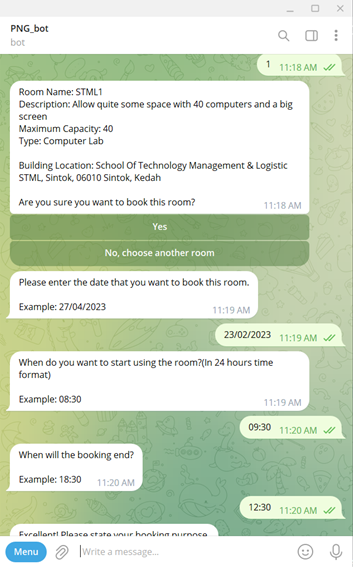 PNG_bot
bot
1 11:18 AM
Room Name: STML1
Description: Allow quite some space with 40 computers and a big
screen
Maximum Capacity: 40
Type: Computer Lab
Building Location: School Of Technology Management & Logistic
STML, Sintok, 06010 Sintok, Kedah
Are you sure you want to book this room?
11:18 AM
Yes
No, choose another room
Please enter the date that you want to book this room.
Example: 27/04/2023
11:19 AM
23/02/2023 11:19 AM
When do you want to start using the room?(In 24 hours time
format)
Example: 08:30
11:19 AM
09:30 11:20 AM
When will the booking end?
Example: 18:30 11:20 AM
12:30 11:20 AM
Excellent! Please state your booking purpose
Menu
Write a message...